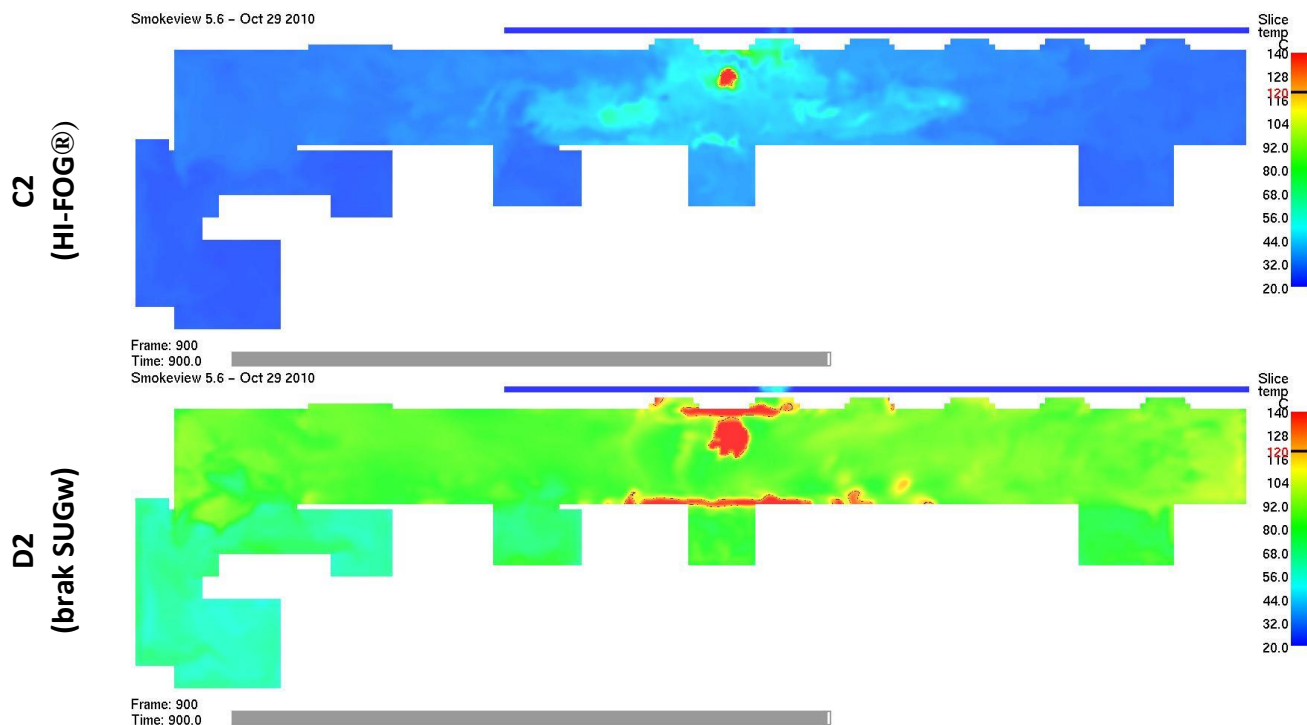 Smokeview 5.6 – Oct 29 2010
Slice
temp
C
140
128
120
116
104
92.0
80.0
68.0
56.0
44.0
32.0
20.0
C2
(HI-FOG®)
Frame: 900
Time: 900.0
Smokeview 5.6 – Oct 29 2010
Slice
temp
C
140
128
120
116
104
92.0
80.0
68.0
56.0
44.0
32.0
20.0
D2
(brak SUGw)
Frame: 900
Time: 900.0